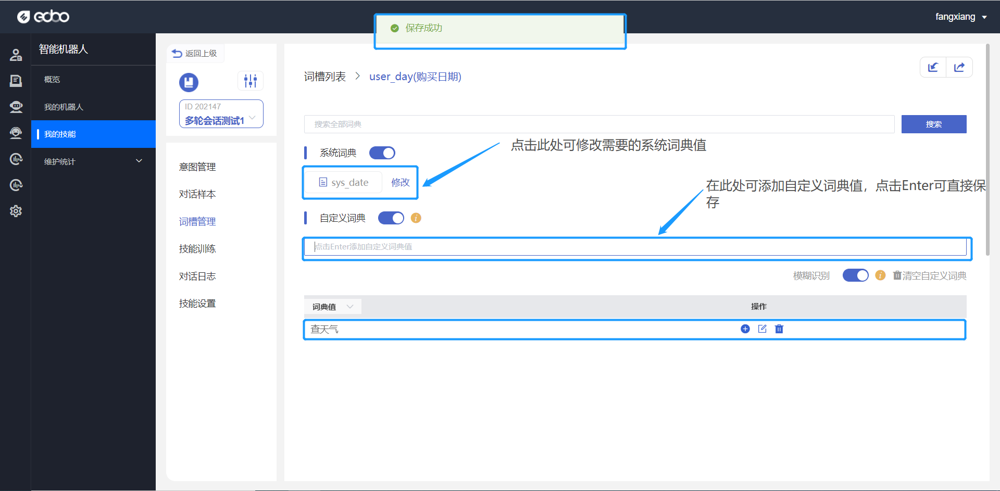 edoo
fangxiang
保存成功
智能机器人
概览
我的机器人
我的技能
维护统计
返回上级
ID 202147
多轮会话测试1
意图管理
对话样本
词槽管理
技能训练
对话日志
技能设置
词槽列表 > user_day(购买日期)
搜索全部词典
搜索
系统词典
点击此处可修改需要的系统词典值
sys_date
修改
在此处可添加自定义词典值，点击Enter可直接保
存
自定义词典
点击Enter添加自定义词典值
模糊识别
清空自定义词典
词典值
操作
查天气